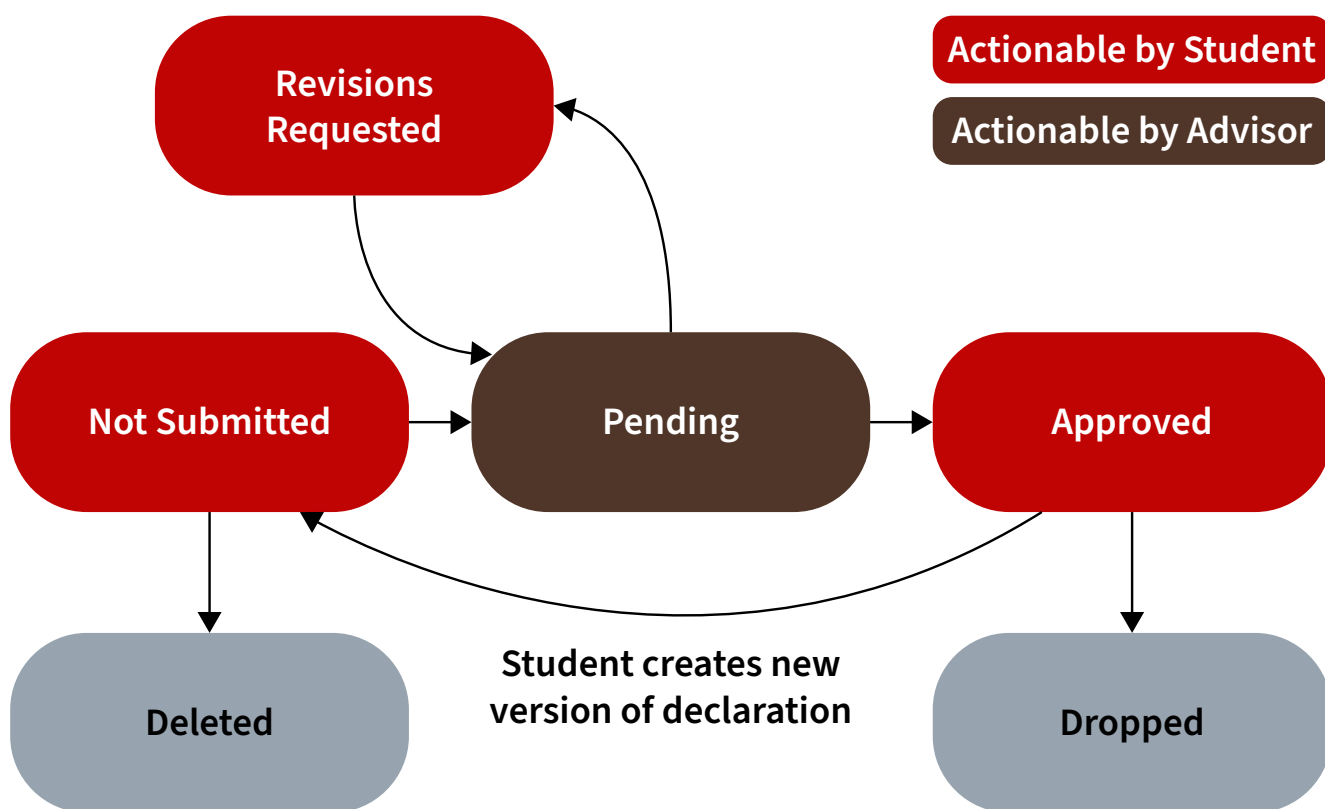 Revisions
Requested
Actionable by Student
Actionable by Advisor
Not Submitted
Pending
Approved
Student creates new
version of declaration
Deleted
Dropped